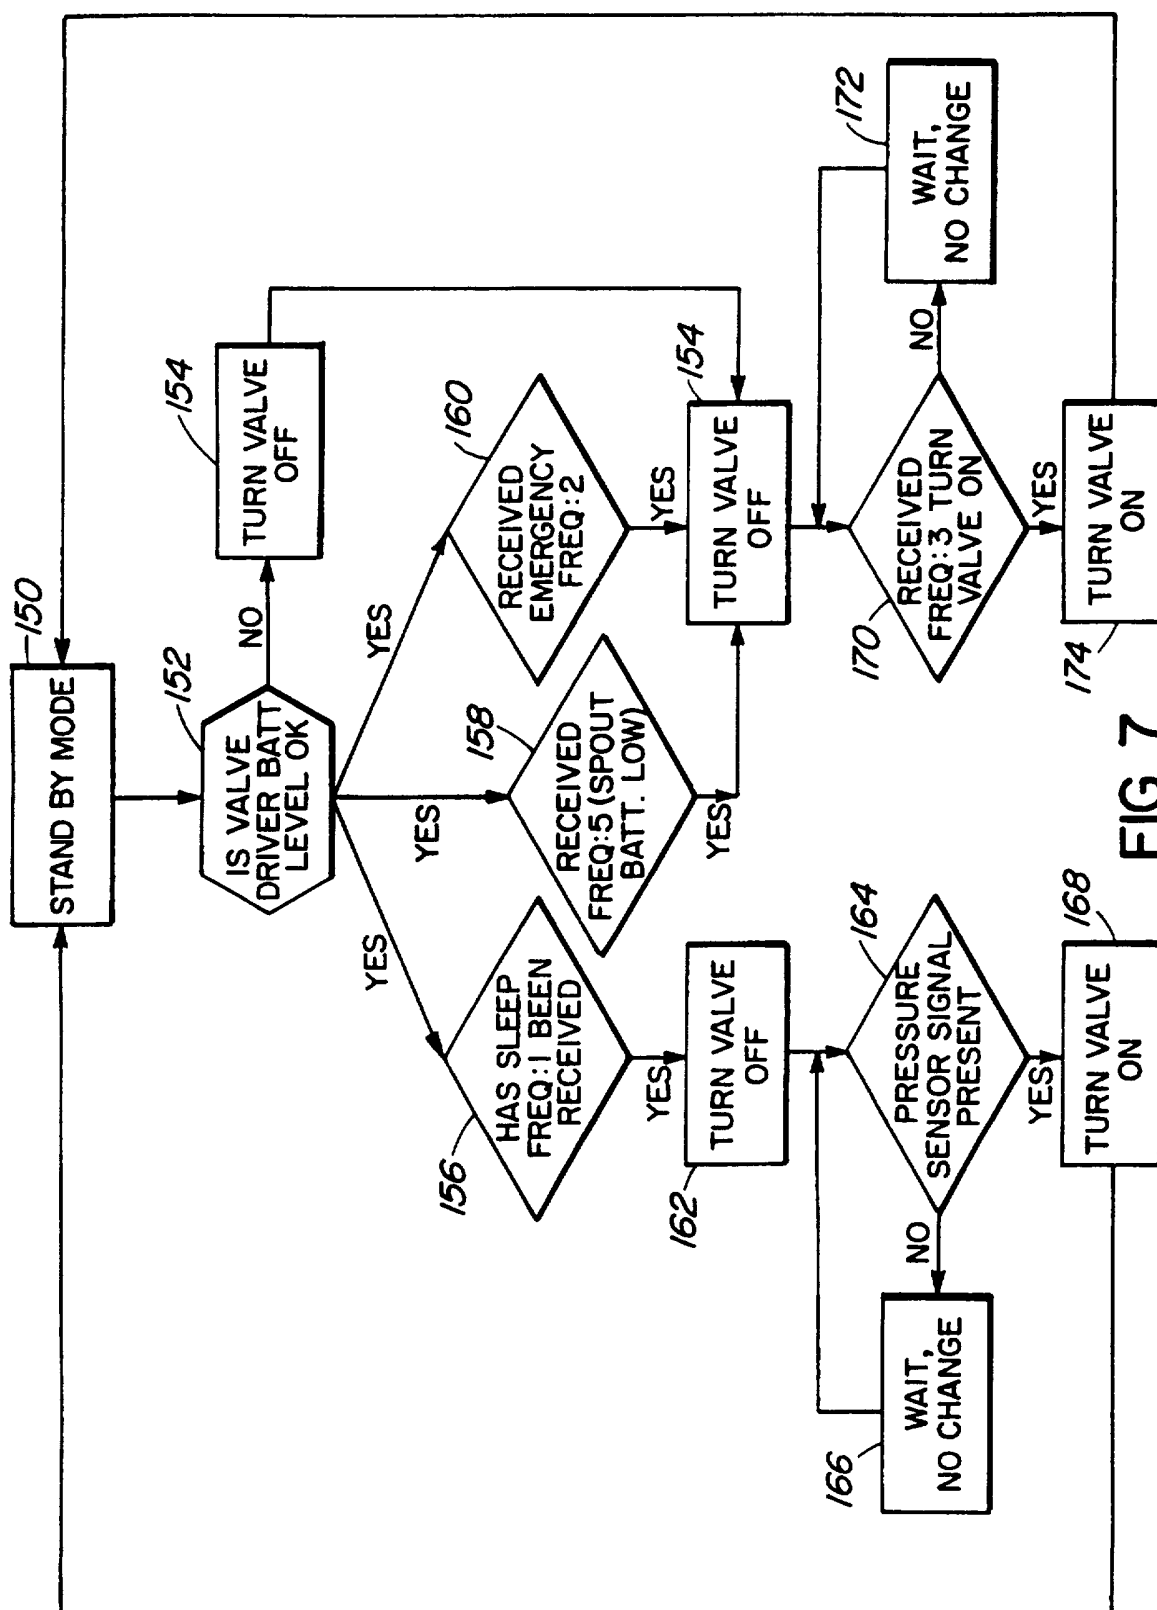 150
STAND BY MODE
152
IS VALVE
DRIVER BATT
LEVEL OK
NO
154
TURN VALVE
OFF
YES
YES
YES
156
HAS SLEEP
FREQ:1 BEEN
RECEIVED
158
RECEIVED
FREQ:5 (SPOUT
BATT. LOW)
160
RECEIVED
EMERGENCY
FREQ:2
YES
YES
YES
162
TURN VALVE
OFF
154
TURN VALVE
OFF
164
PRESSURE
SENSOR SIGNAL
PRESENT
NO
166
WAIT,
NO CHANGE
YES
170
RECEIVED
FREQ:3 TURN
VALVE ON
NO
172
WAIT,
NO CHANGE
YES
168
TURN VALVE
ON
174
TURN VALVE
ON
FIG 7